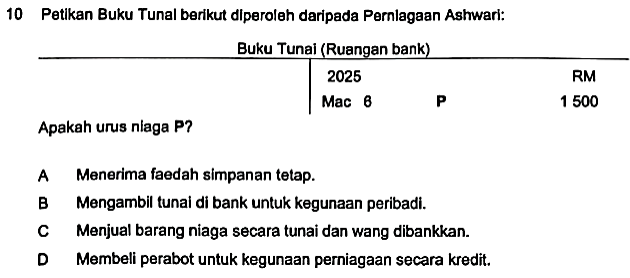 10 Petikan Buku Tunai berikut diperoleh daripada Perniagaan Ashwari:
Buku Tunai (Ruangan bank)
2025 RM
Mac 6 P 1 500
Apakah urus niaga P?
A Menerima faedah simpanan tetap.
B Mengambil tunai di bank untuk kegunaan peribadi.
C Menjual barang niaga secara tunai dan wang dibankkan.
D Membeli perabot untuk kegunaan perniagaan secara kredit.